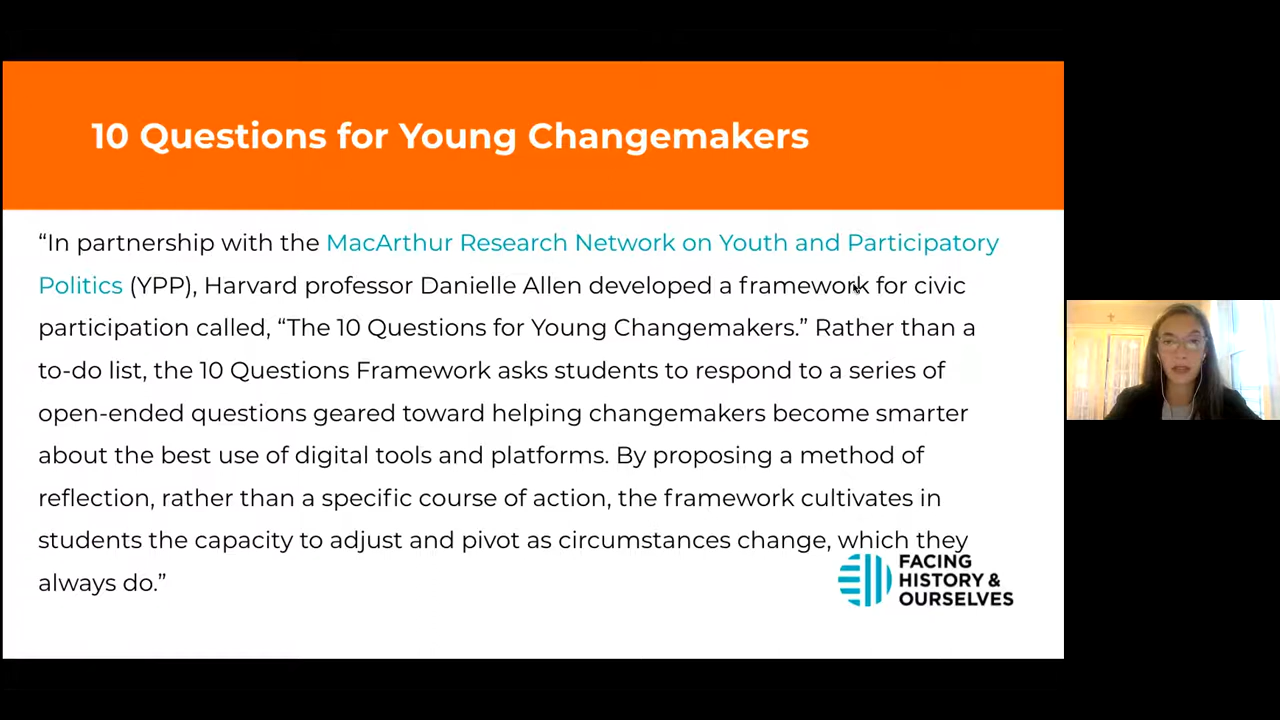 10 Questions for Young Changemakers
“In partnership with the MacArthur Research Network on Youth and Participatory
Politics (YPP), Harvard professor Danielle Allen developed a framework for civic
participation called, “The 10 Questions for Young Changemakers.” Rather than a
to-do list, the 10 Questions Framework asks students to respond to a series of
open-ended questions geared toward helping changemakers become smarter
about the best use of digital tools and platforms. By proposing a method of
reflection, rather than a specific course of action, the framework cultivates in
students the capacity to adjust and pivot as circumstances change, which they
always do.”
FACING
HISTORY &
OURSELVES